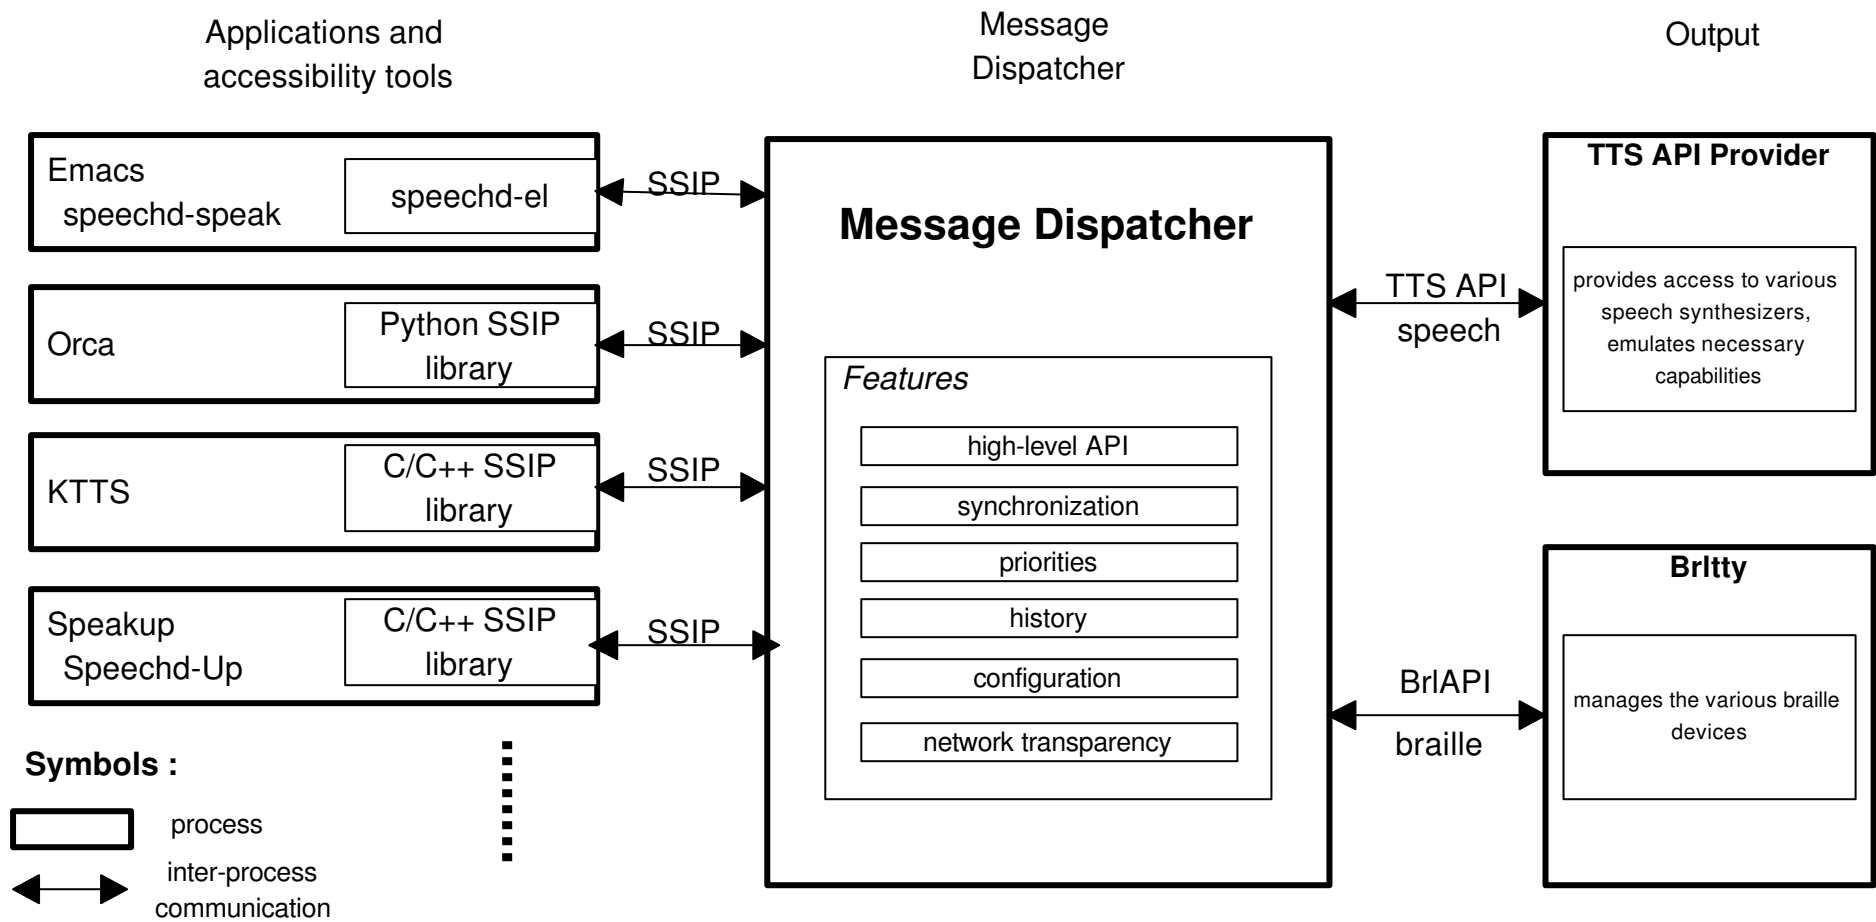 Applications and
accessibility tools
Message
Dispatcher
Output
Emacs
speechd-speak
speechd-el
SSIP
Orca
Python SSIP
library
SSIP
KTTS
C/C++ SSIP
library
SSIP
Speakup
Speechd-Up
C/C++ SSIP
library
SSIP
Symbols :
process
inter-process
communication
Message Dispatcher
Features
high-level API
synchronization
priorities
history
configuration
network transparency
TTS API
speech
BrlAPI
braille
TTS API Provider
provides access to various
speech synthesizers,
emulates necessary
capabilities
Brltty
manages the various braille
devices